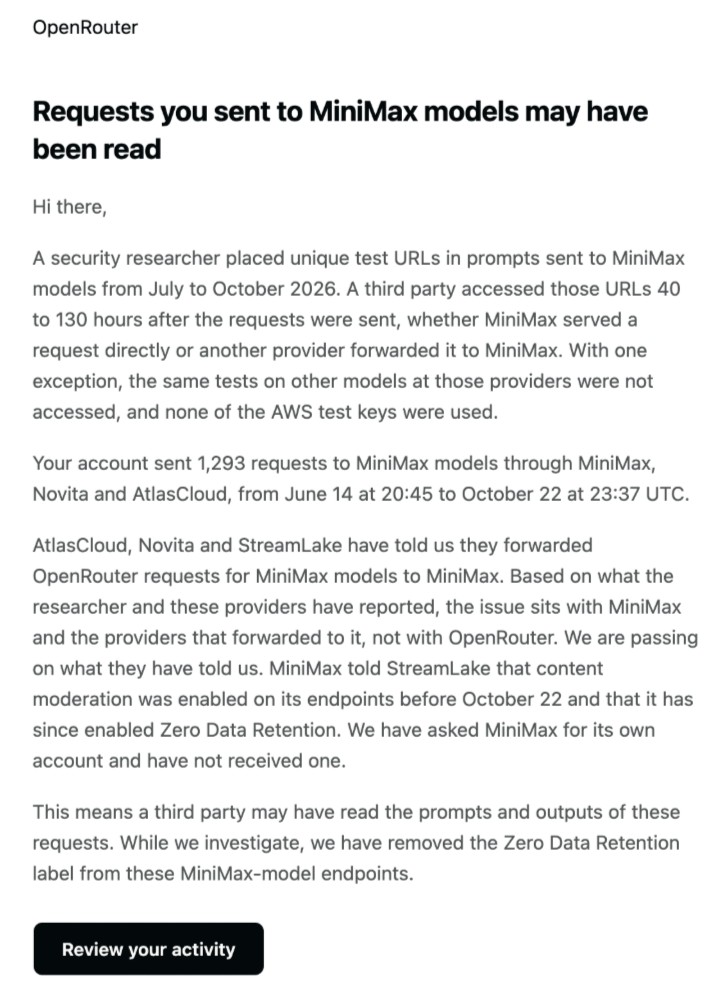 OpenRouter
Requests you sent to MiniMax models may have
been read
Hi there,
A security researcher placed unique test URLs in prompts sent to MiniMax
models from July to October 2026. A third party accessed those URLs 40
to 130 hours after the requests were sent, whether MiniMax served a
request directly or another provider forwarded it to MiniMax. With one
exception, the same tests on other models at those providers were not
accessed, and none of the AWS test keys were used.
Your account sent 1,293 requests to MiniMax models through MiniMax,
Novita and AtlasCloud, from June 14 at 20:45 to October 22 at 23:37 UTC.
AtlasCloud, Novita and StreamLake have told us they forwarded
OpenRouter requests for MiniMax models to MiniMax. Based on what the
researcher and these providers have reported, the issue sits with MiniMax
and the providers that forwarded to it, not with OpenRouter. We are passing
on what they have told us. MiniMax told StreamLake that content
moderation was enabled on its endpoints before October 22 and that it has
since enabled Zero Data Retention. We have asked MiniMax for its own
account and have not received one.
This means a third party may have read the prompts and outputs of these
requests. While we investigate, we have removed the Zero Data Retention
label from these MiniMax-model endpoints.
Review your activity